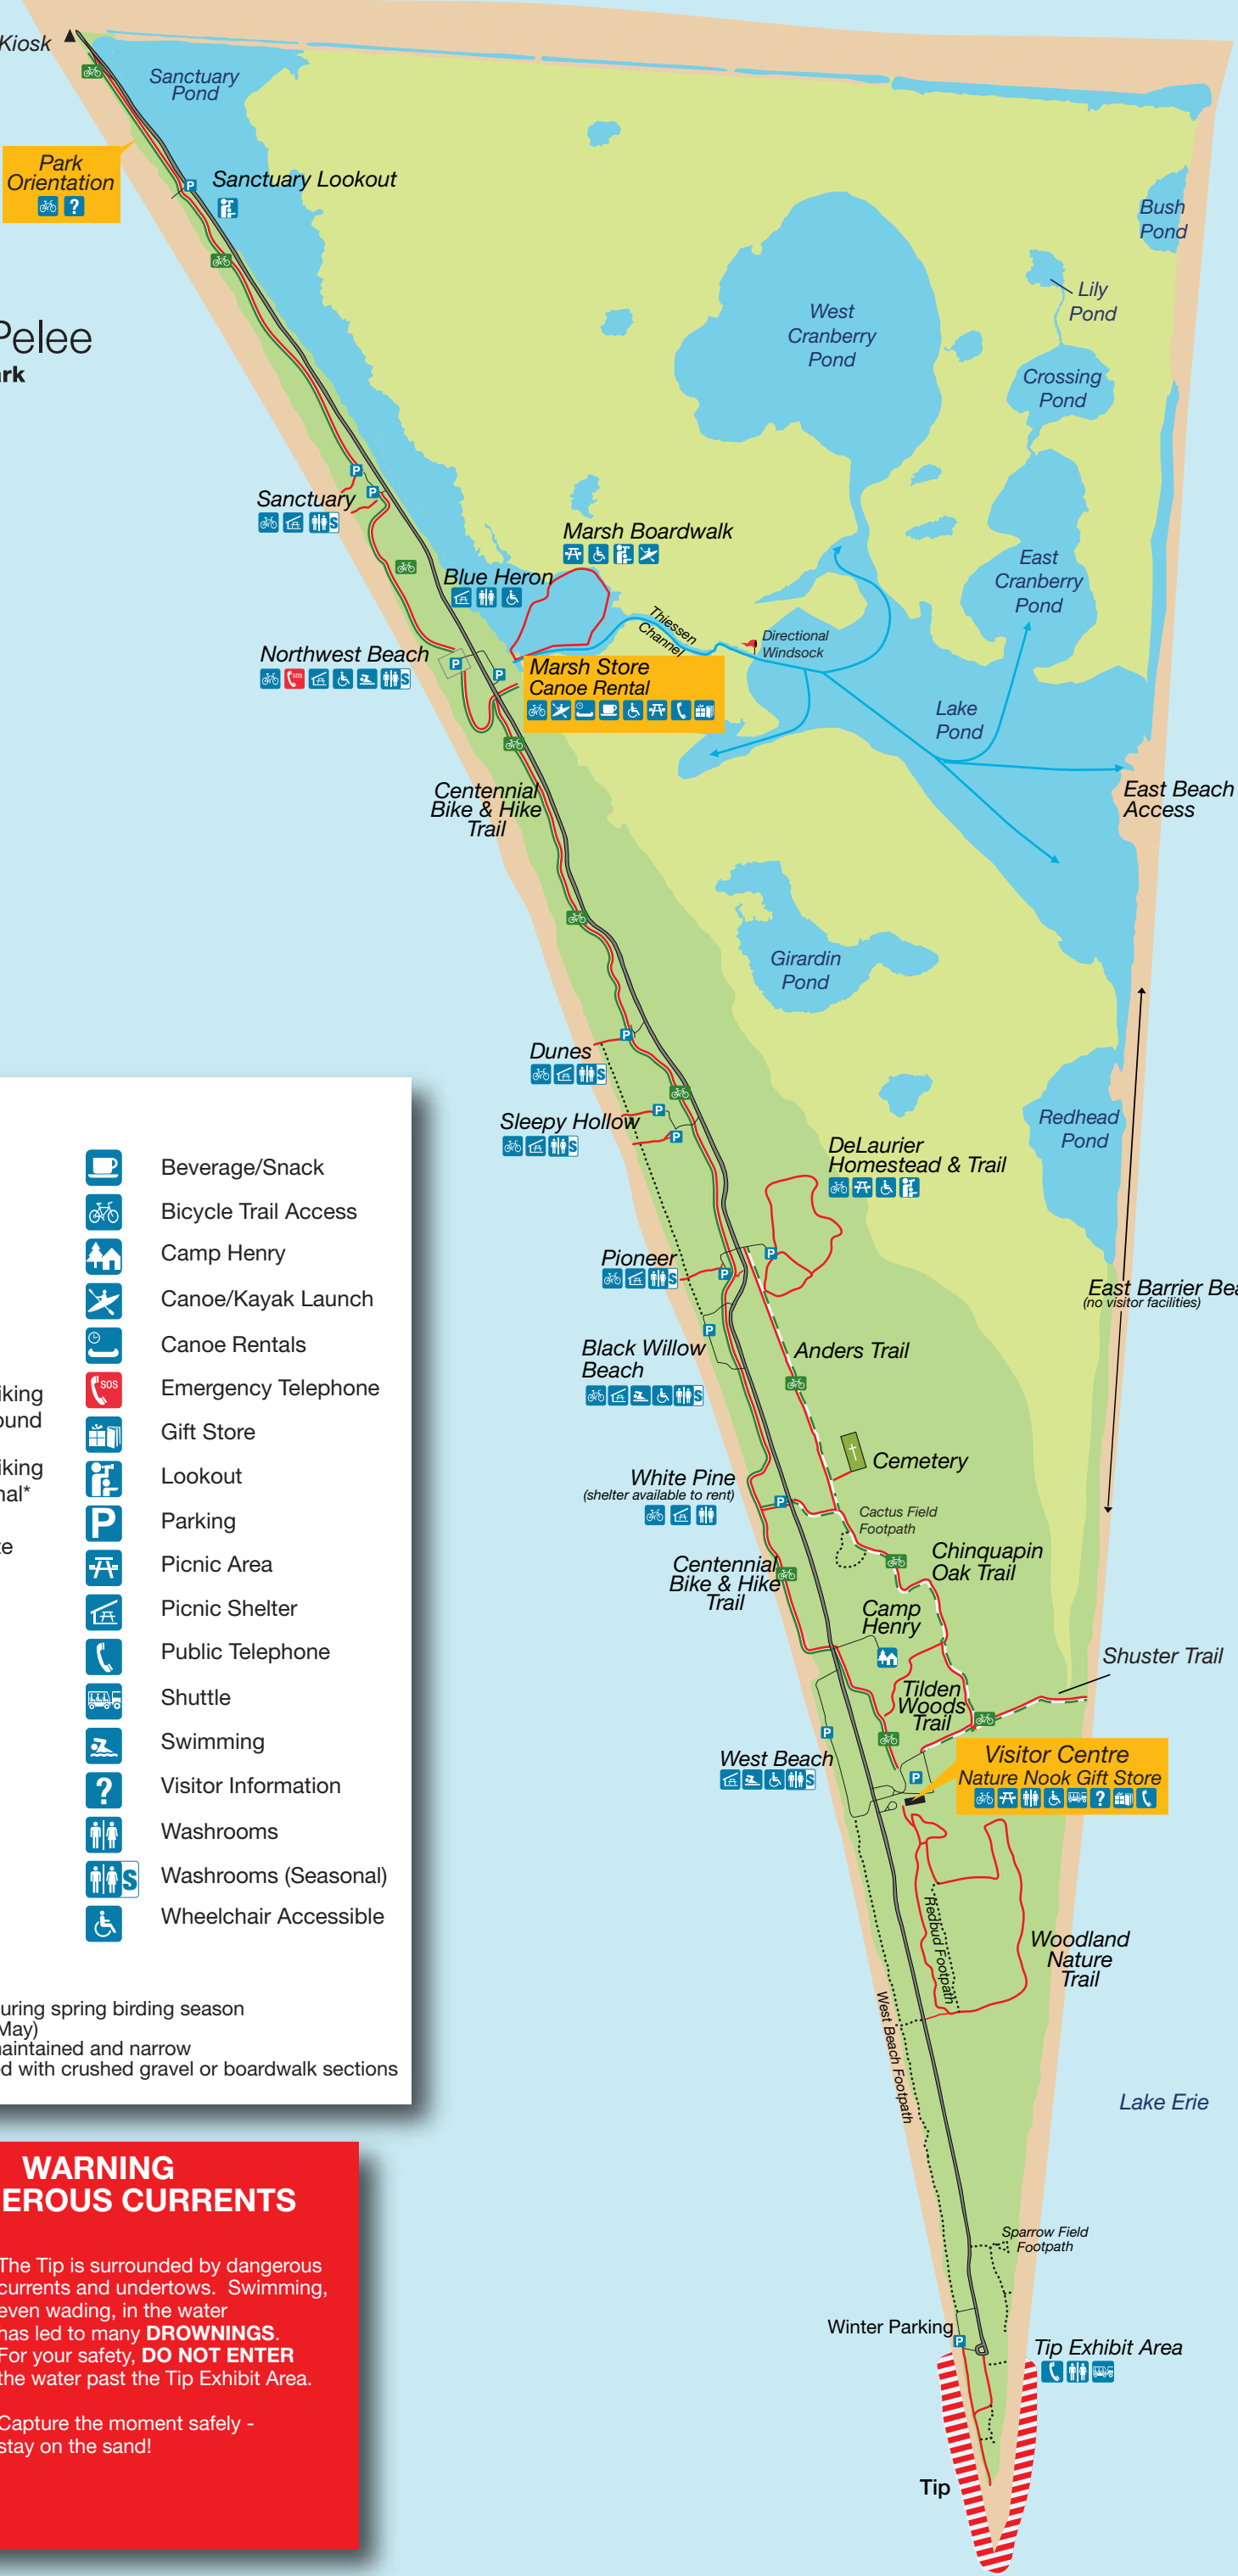 Kiosk
Sanctuary
Pond
Park
Orientation
?
P
Sanctuary Lookout
Bush
Pond
Lily
Pond
West
Cranberry
Pond
Pelee
Crossing
Pond
P
P
Sanctuary
S
Marsh Boardwalk
Blue Heron
East
Cranberry
Pond
Thiessen
Channel
Directional
Windsock
Northwest Beach
SOS
S
P
P
Marsh Store
Canoe Rental
Lake
Pond
Centennial
Bike & Hike
Trail
East Beach
Access
Girardin
Pond
P
Dunes
S
P
Sleepy Hollow
S
P
Redhead
Pond
DeLaurier
Homestead & Trail
P
Pioneer
S
P
East Barrier Bea
(no visitor facilities)
P
Black Willow
Beach
S
Anders Trail
Cemetery
White Pine
(shelter available to rent)
P
Cactus Field
Footpath
Chinquapin
Oak Trail
Centennial
Bike & Hike
Trail
Camp
Henry
Shuster Trail
Tilden
Woods
Trail
P
West Beach
S
P
Visitor Centre
Nature Nook Gift Store
?
Redbud Footpath
Woodland
Nature
Trail
West Beach Footpath
Lake Erie
Sparrow Field
Footpath
Winter Parking
P
Tip Exhibit Area
Tip
Beverage/Snack
Bicycle Trail Access
Camp Henry
Canoe/Kayak Launch
Canoe Rentals
SOS
Emergency Telephone
Gift Store
Lookout
P
Parking
Picnic Area
Picnic Shelter
Public Telephone
Shuttle
Swimming
?
Visitor Information
Washrooms
S
Washrooms (Seasonal)
Wheelchair Accessible
uring spring birding season
May)
aintained and narrow
d with crushed gravel or boardwalk sections
WARNING
EROUS CURRENTS
The Tip is surrounded by dangerous
currents and undertows. Swimming,
even wading, in the water
has led to many DROWNINGS.
For your safety, DO NOT ENTER
the water past the Tip Exhibit Area.
Capture the moment safely -
stay on the sand!